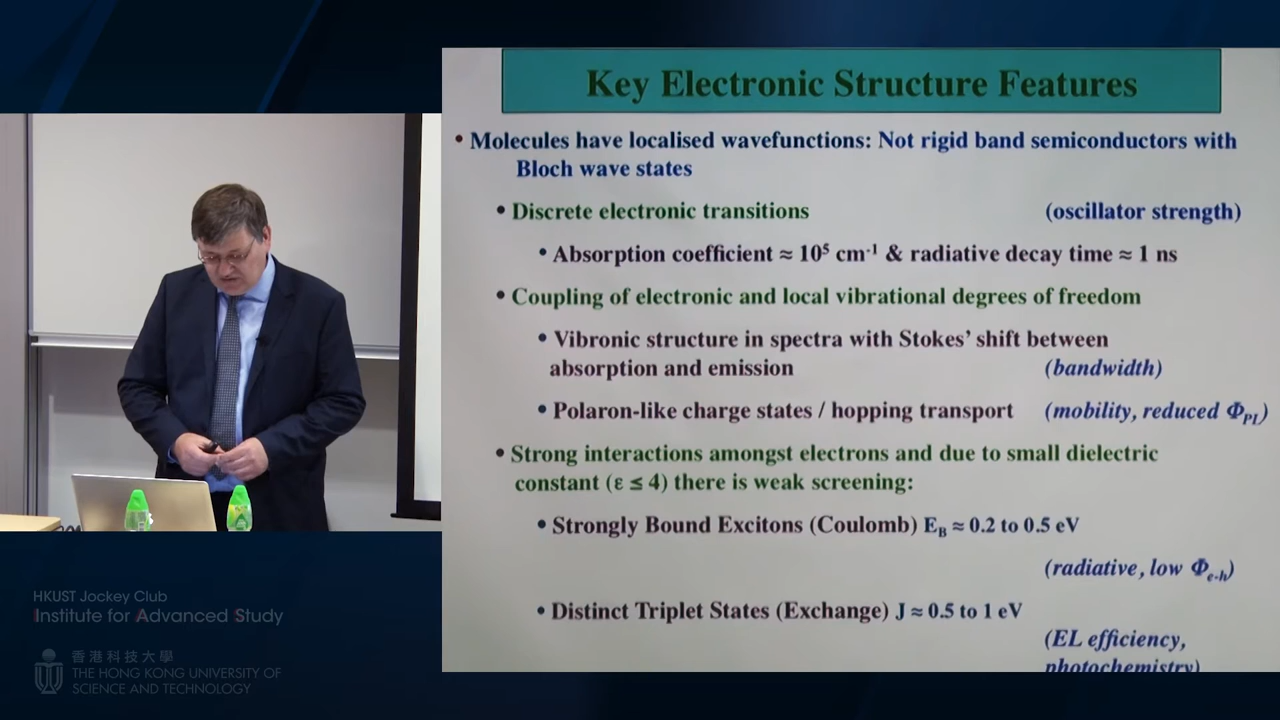 Key Electronic Structure Features
• Molecules have localised wavefunctions: Not rigid band semiconductors with
Bloch wave states
• Discrete electronic transitions (oscillator strength)
• Absorption coefficient ≈ 10⁵ cm⁻¹ & radiative decay time ≈ 1 ns
• Coupling of electronic and local vibrational degrees of freedom
• Vibronic structure in spectra with Stokes' shift between
absorption and emission (bandwidth)
• Polaron-like charge states / hopping transport (mobility, reduced Φ_PL)
• Strong interactions amongst electrons and due to small dielectric
constant (ε ≤ 4) there is weak screening:
• Strongly Bound Excitons (Coulomb) E_B ≈ 0.2 to 0.5 eV
(radiative, low Φ_e-h)
• Distinct Triplet States (Exchange) J ≈ 0.5 to 1 eV
(EL efficiency,
photochemistry)
HKUST Jockey Club
Institute for Advanced Study
香港科技大學
THE HONG KONG UNIVERSITY OF
SCIENCE AND TECHNOLOGY